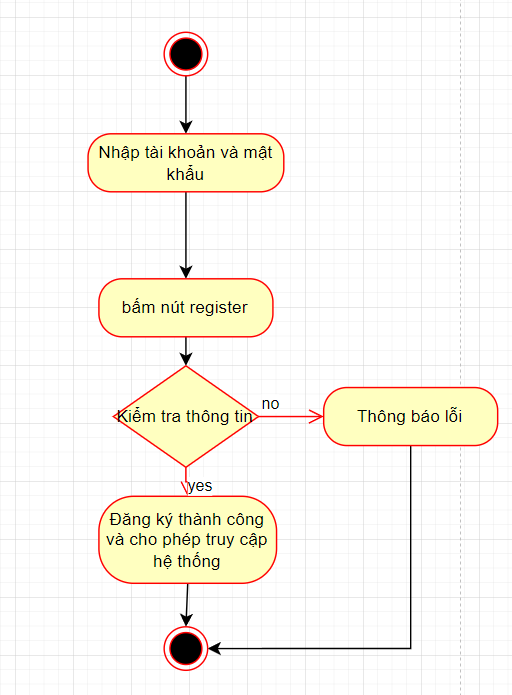 Nhập tài khoản và mật
khẩu
bấm nút register
Kiểm tra thông tin
no
Thông báo lỗi
yes
Đăng ký thành công
và cho phép truy cập
hệ thống